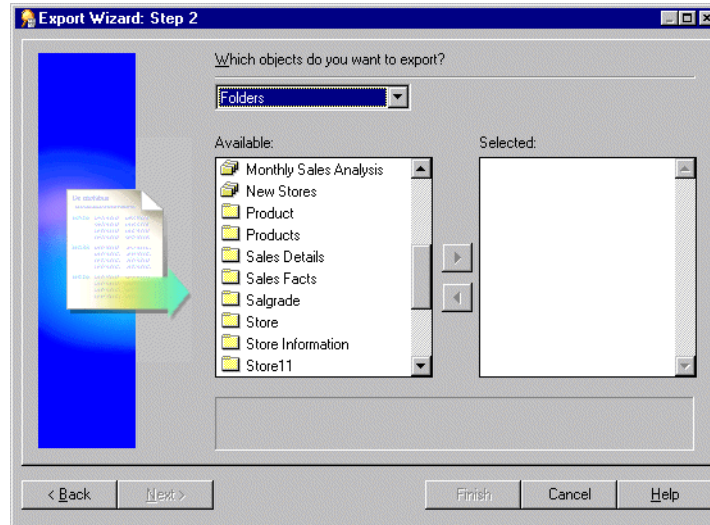 Export Wizard: Step 2
Which objects do you want to export?
Folders
Available:
Selected:
Monthly Sales Analysis
New Stores
Product
Products
Sales Details
Sales Facts
Salgrade
Store
Store Information
Store11
< Back
Next >
Finish
Cancel
Help